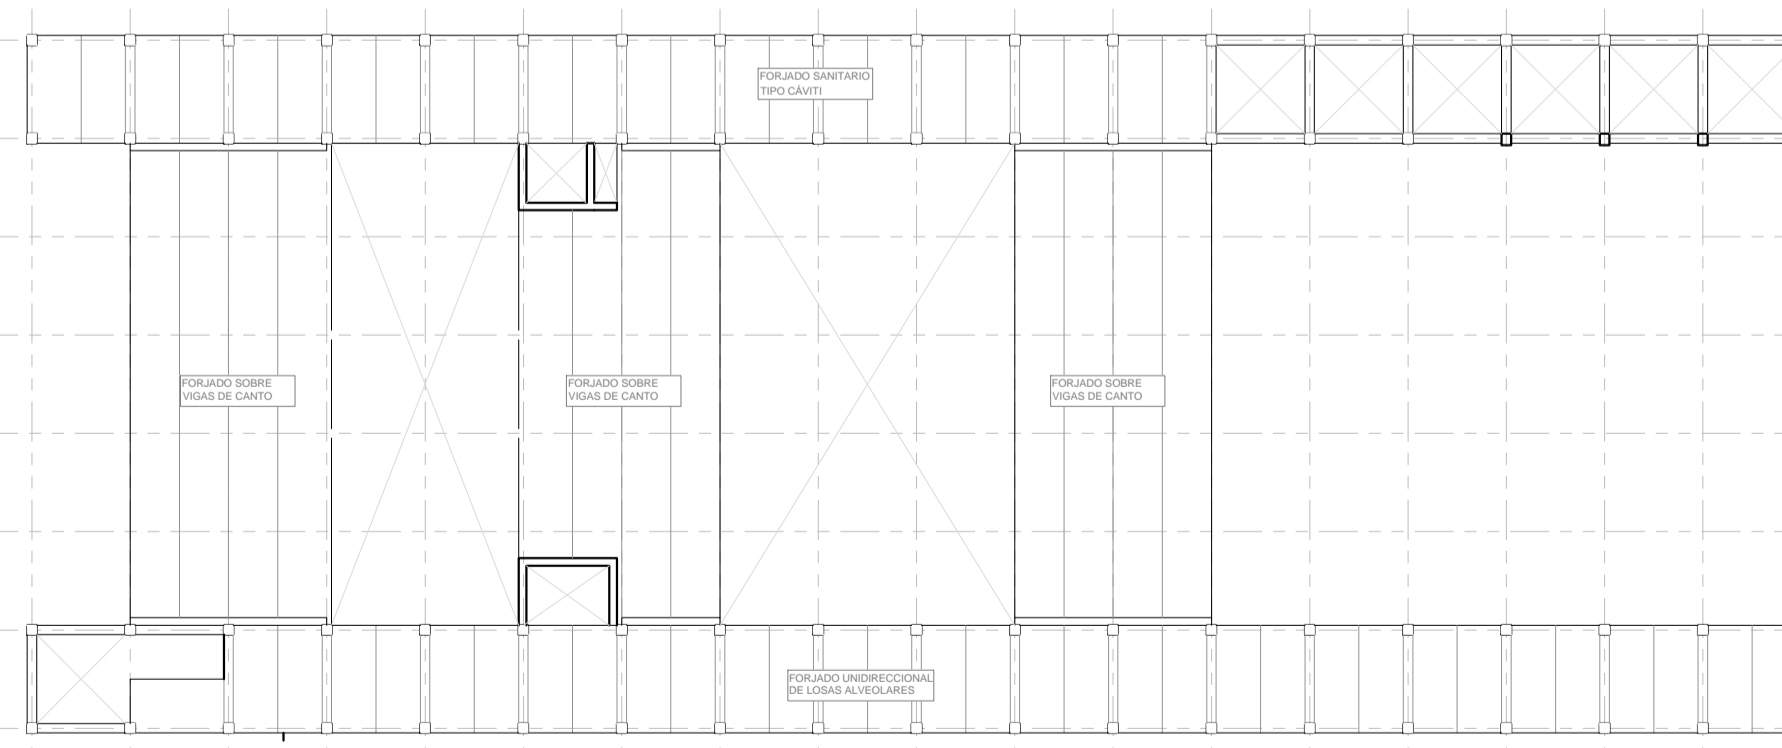 FORJADO SANITARIO
TIPO CÁVITI
FORJADO SOBRE
VIGAS DE CANTO
FORJADO SOBRE
VIGAS DE CANTO
FORJADO SOBRE
VIGAS DE CANTO
FORJADO UNIDIRECCIONAL
DE LOSAS ALVEOLARES